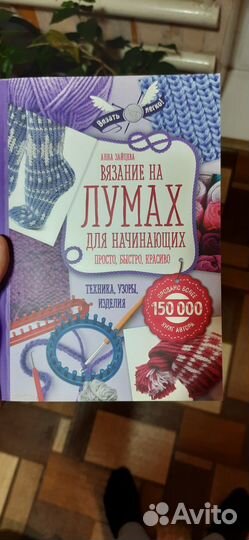 Вязать легко!
АННА ЗАЙЦЕВА
ВЯЗАНИЕ НА
ЛУМАХ
ДЛЯ НАЧИНАЮЩИХ
ПРОСТО, БЫСТРО, КРАСИВО
ТЕХНИКА, УЗОРЫ,
ИЗДЕЛИЯ
ПРОДАНО БОЛЕЕ
150 000
КНИГ АВТОРА
Avito